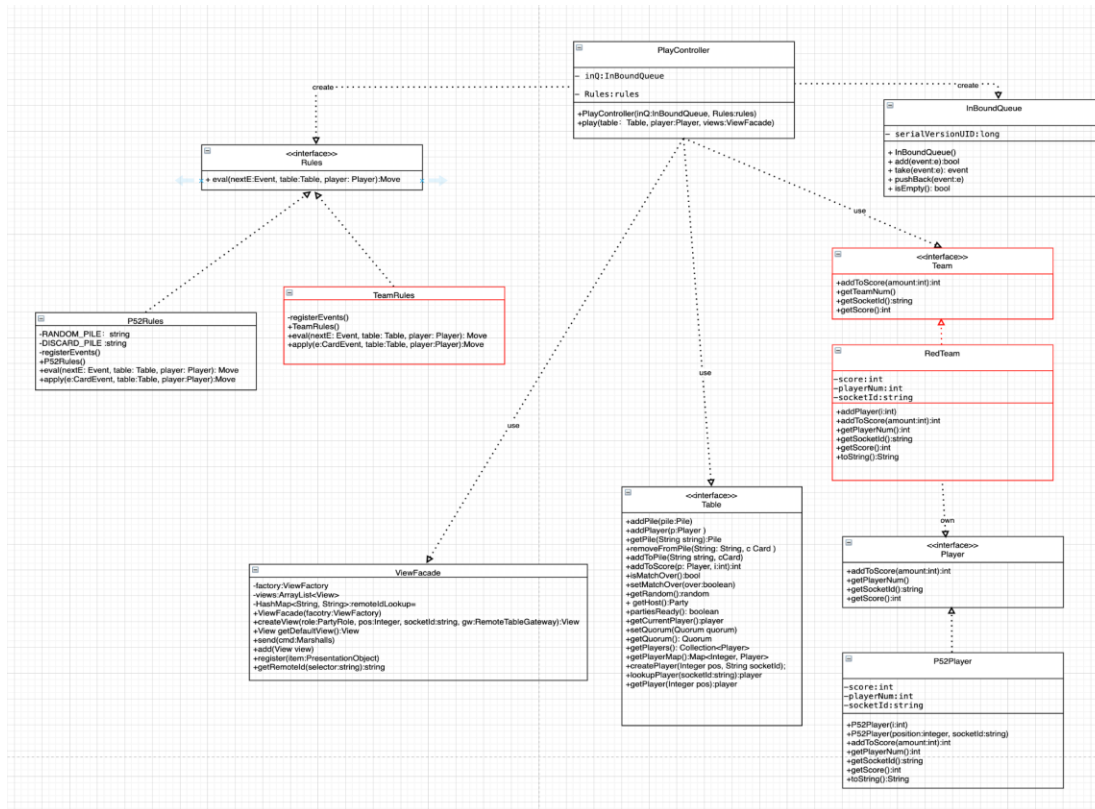 PlayController
- inQ:InBoundQueue
- Rules:rules
+PlayController(inQ:InBoundQueue, Rules:rules)
+play(table: Table, player:Player, views:ViewFacade)
create
create
InBoundQueue
- serialVersionUID:long
+ InBoundQueue()
+ add(event:e):bool
+ take(event:e): event
+ pushBack(event:e)
+ isEmpty(): bool
<<interface>>
Rules
+ eval(nextE:Event, table:Table, player: Player):Move
use
<<interface>>
Team
+addToScore(amount:int):int
+getTeamNum()
+getSocketId():string
+getScore():int
TeamRules
-registerEvents()
+TeamRules()
+eval(nextE: Event, table: Table, player: Player): Move
+apply(e:CardEvent, table:Table, player:Player):Move
P52Rules
-RANDOM_PILE: string
-DISCARD_PILE :string
-registerEvents()
+P52Rules()
+eval(nextE: Event, table: Table, player: Player): Move
+apply(e:CardEvent, table:Table, player:Player):Move
RedTeam
-score:int
-playerNum:int
-socketId:string
+addPlayer(i:int)
+addToScore(amount:int):int
+getPlayerNum():int
+getSocketId():string
+getScore():int
+toString():String
use
use
own
<<interface>>
Table
+addPile(pile:Pile)
+addPlayer(p:Player )
+getPile(String string):Pile
+removeFromPile(String: String, c Card )
+addToPile(String string, cCard)
+addToScore(p: Player, i:int):int
+isMatchOver():bool
+setMatchOver(over:boolean)
+getRandom():random
+ getHost():Party
+partiesReady(): boolean
+getCurrentPlayer():player
+setQuorum(Quorum quorum)
+getQuorum(): Quorum
+getPlayers(): Collection<Player>
+getPlayerMap():Map<Integer, Player>
+createPlayer(Integer pos, String socketId);
+lookupPlayer(socketId:string):player
+getPlayer(Integer pos):player
<<interface>>
Player
+addToScore(amount:int):int
+getPlayerNum()
+getSocketId():string
+getScore():int
ViewFacade
-factory:ViewFactory
-views:ArrayList<View>
-HashMap<String, String>:remoteIdLookup=
+ViewFacade(facotry:ViewFactory)
+createView(role:PartyRole, pos:Integer, socketId:string, gw:RemoteTableGateway):View
+View getDefaultView():View
+send(cmd:Marshalls)
+add(View view)
+register(item:PresentationObject)
+getRemoteId(selector:string):string
P52Player
-score:int
-playerNum:int
-socketId:string
+P52Player(i:int)
+P52Player(position:integer, socketId:string)
+addToScore(amount:int):int
+getPlayerNum():int
+getSocketId():string
+getScore():int
+toString():String